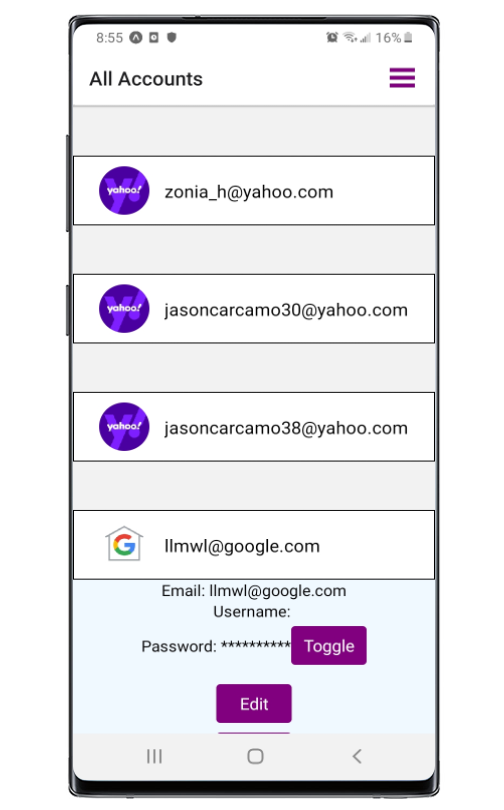 8:55 16%
All Accounts
yahoo!
zonia_h@yahoo.com
yahoo!
jasoncarcamo30@yahoo.com
yahoo!
jasoncarcamo38@yahoo.com
G
llmwl@google.com
Email: llmwl@google.com
Username:
Password: ********** Toggle
Edit